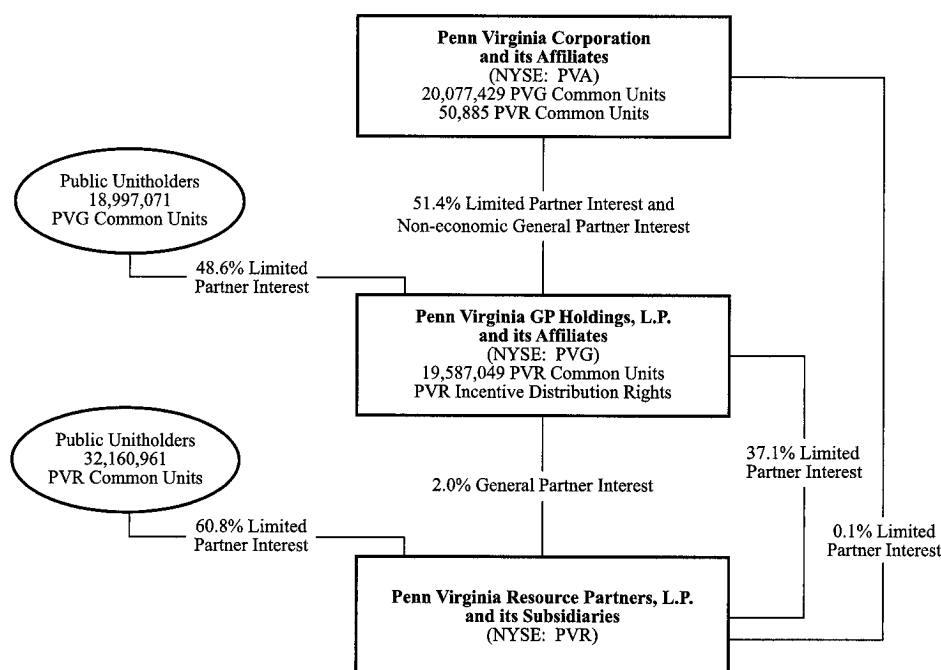 Penn Virginia Corporation
and its Affiliates
(NYSE: PVA)
20,077,429 PVG Common Units
50,885 PVR Common Units
Public Unitholders
18,997,071
PVG Common Units
51.4% Limited Partner Interest and
Non-economic General Partner Interest
48.6% Limited
Partner Interest
Penn Virginia GP Holdings, L.P.
and its Affiliates
(NYSE: PVG)
19,587,049 PVR Common Units
PVR Incentive Distribution Rights
Public Unitholders
32,160,961
PVR Common Units
37.1% Limited
Partner Interest
2.0% General Partner Interest
60.8% Limited
Partner Interest
0.1% Limited
Partner Interest
Penn Virginia Resource Partners, L.P.
and its Subsidiaries
(NYSE: PVR)